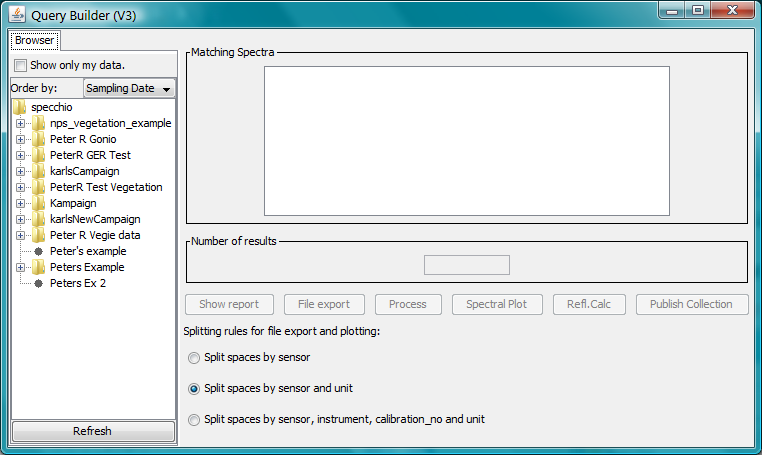 Query Builder (V3)
Browser
Show only my data.
Order by: Sampling Date
specchio
nps_vegetation_example
Peter R Gonio
PeterR GER Test
karlsCampaign
PeterR Test Vegetation
Kampaign
karlsNewCampaign
Peter R Vegie data
Peter's example
Peters Example
Peters Ex 2
Refresh
Matching Spectra
Number of results
Show report File export Process Spectral Plot Refl.Calc Publish Collection
Splitting rules for file export and plotting:
Split spaces by sensor
Split spaces by sensor and unit
Split spaces by sensor, instrument, calibration_no and unit